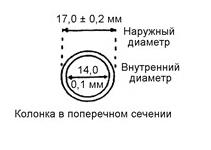 17,0 ± 0,2 мм
Наружный
диаметр
Внутренний
диаметр
14,0
0,1 мм
Колонка в поперечном сечении